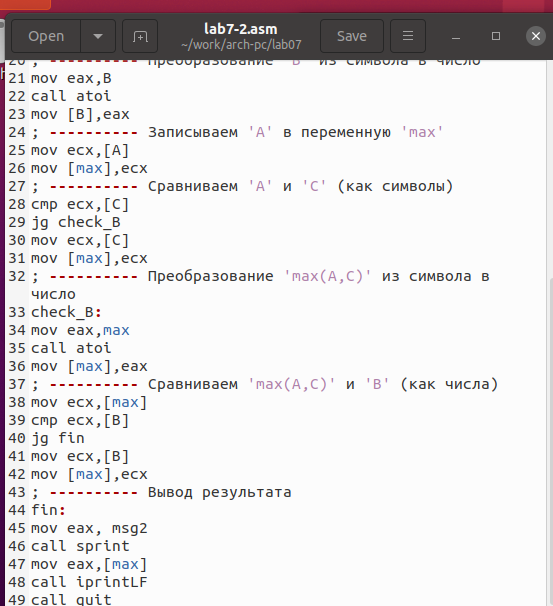 Open
lab7-2.asm
~/work/arch-pc/lab07
Save
20 ; ---------- Преобразование 'B' из символа в число
21 mov eax,B
22 call atoi
23 mov [B],eax
24 ; ---------- Записываем 'A' в переменную 'max'
25 mov ecx,[A]
26 mov [max],ecx
27 ; ---------- Сравниваем 'A' и 'C' (как символы)
28 cmp ecx,[C]
29 jg check_B
30 mov ecx,[C]
31 mov [max],ecx
32 ; ---------- Преобразование 'max(A,C)' из символа в
число
33 check_B:
34 mov eax,max
35 call atoi
36 mov [max],eax
37 ; ---------- Сравниваем 'max(A,C)' и 'B' (как числа)
38 mov ecx,[max]
39 cmp ecx,[B]
40 jg fin
41 mov ecx,[B]
42 mov [max],ecx
43 ; ---------- Вывод результата
44 fin:
45 mov eax, msg2
46 call sprint
47 mov eax,[max]
48 call iprintLF
49 call quit